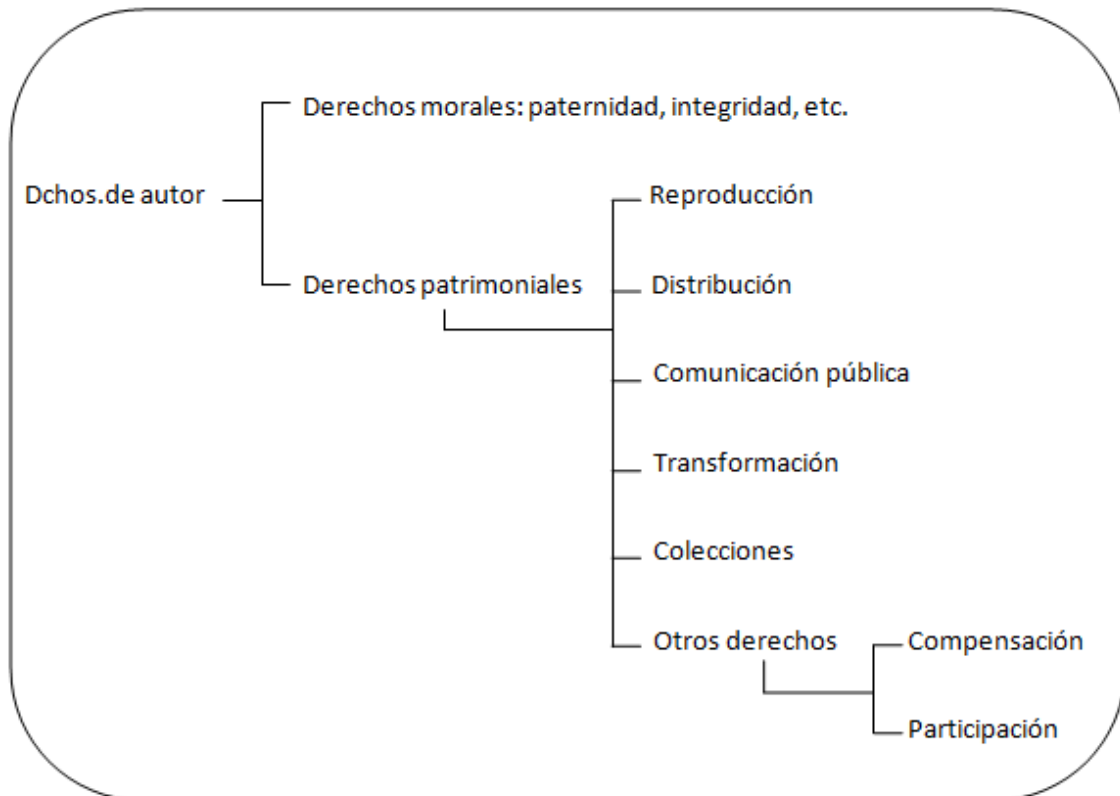 Derechos morales: paternidad, integridad, etc.
Dchos.de autor
Reproducción
Derechos patrimoniales
Distribución
Comunicación pública
Transformación
Colecciones
Otros derechos
Compensación
Participación